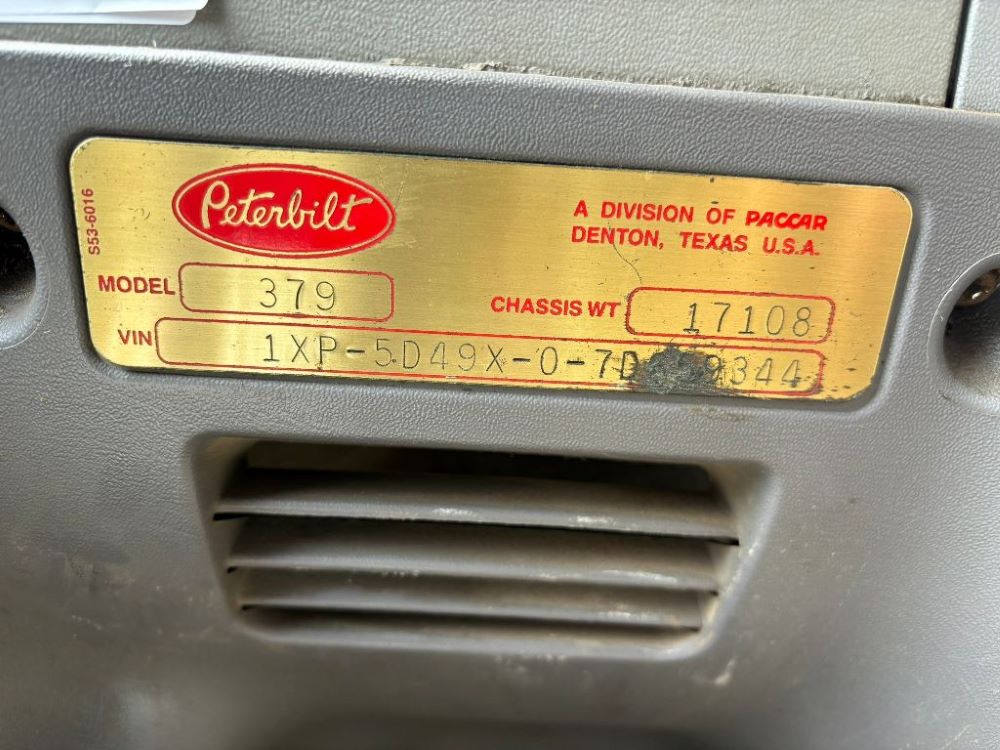 Peterbilt
A DIVISION OF PACCAR
DENTON, TEXAS U.S.A.
S53-6016
MODEL 379
CHASSIS WT 17108
VIN 1XP-5D49X-0-7D 9344